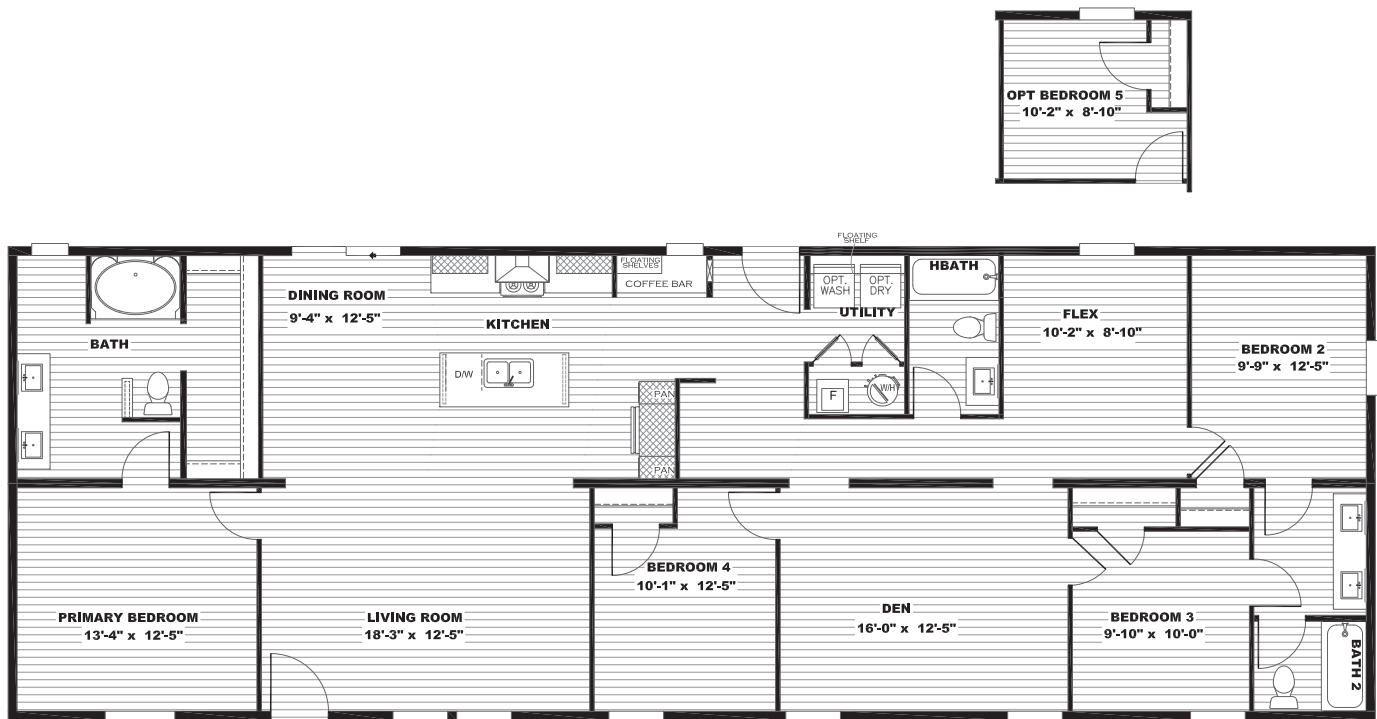 OPT BEDROOM 5
10'-2" x 8'-10"
FLOATING
SHELF
FLOATING
SHELVES
COFFEE BAR
OPT.
WASH
OPT.
DRY
UTILITY
HBATH
DINING ROOM
9'-4" x 12'-5"
KITCHEN
FLEX
10'-2" x 8'-10"
BATH
BEDROOM 2
9'-9" x 12'-5"
D/W
F
W/H
PAN
PAN
BEDROOM 4
10'-1" x 12'-5"
PRIMARY BEDROOM
13'-4" x 12'-5"
LIVING ROOM
18'-3" x 12'-5"
DEN
16'-0" x 12'-5"
BEDROOM 3
9'-10" x 10'-0"
BATH 2